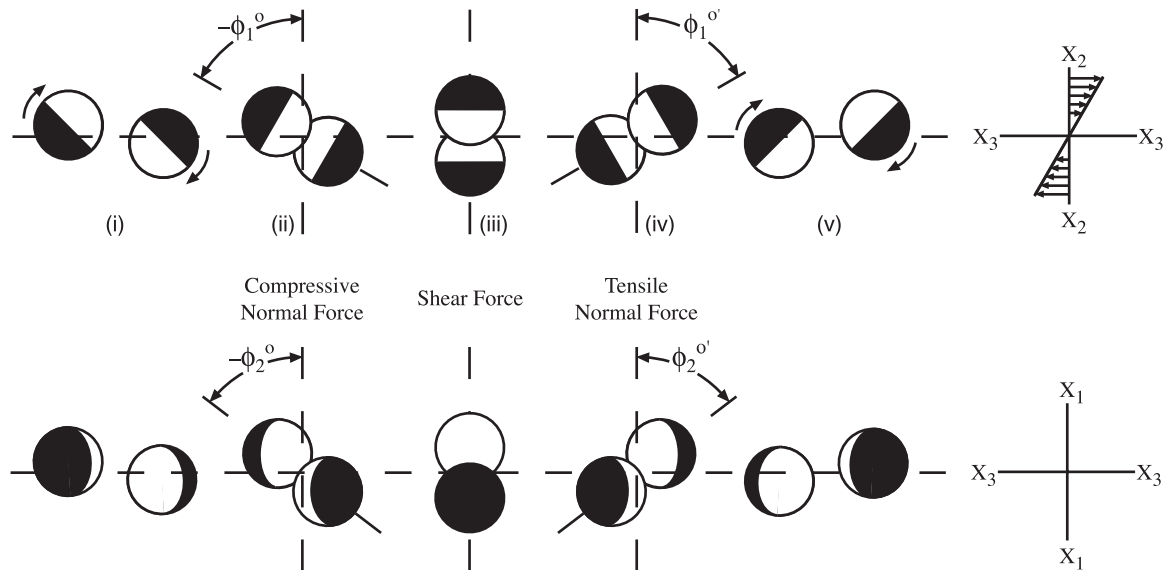 –ϕ₁ᵒ
ϕ₁ᵒ'
X₂
X₃
X₃
X₂
(i)
(ii)
(iii)
(iv)
(v)
Compressive
Normal Force
Shear Force
Tensile
Normal Force
–ϕ₂ᵒ
ϕ₂ᵒ'
X₁
X₃
X₃
X₁